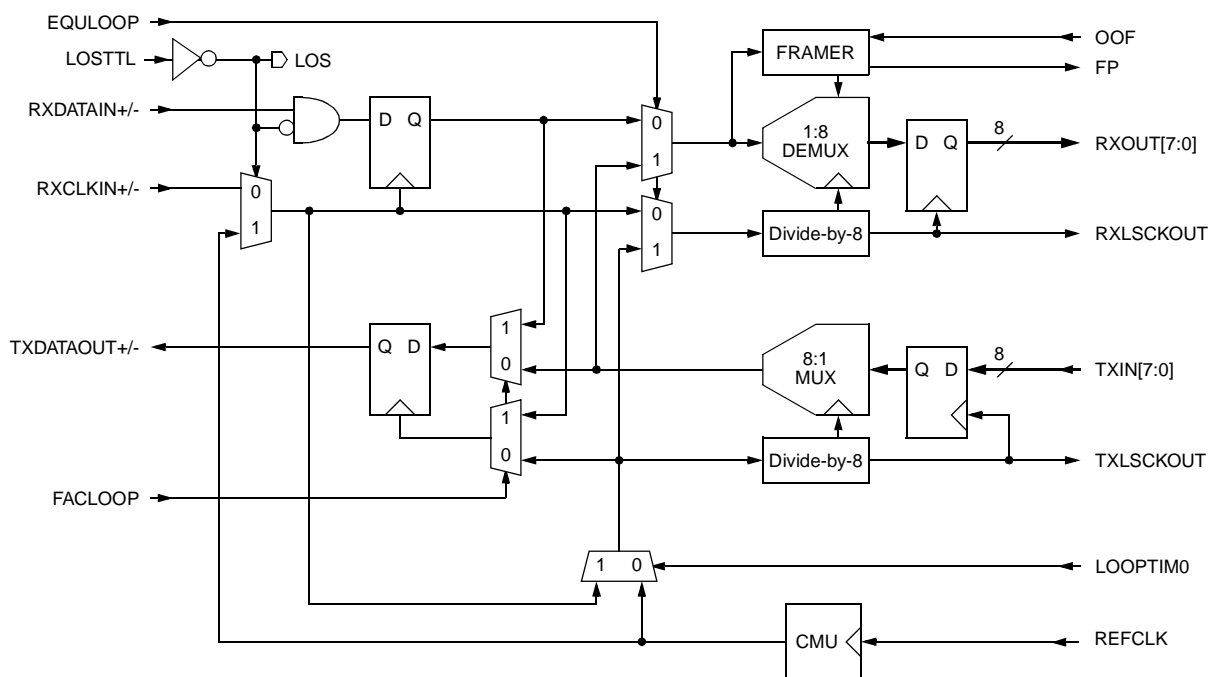 EQULOOP
LOSTTL
LOS
OOF
FRAMER
FP
RXDATAIN+/-
D Q
0
1
1:8
DEMUX
D Q
8
RXOUT[7:0]
RXCLKIN+/-
0
1
0
1
Divide-by-8
RXLSCKOUT
TXDATAOUT+/-
Q D
1
0
8:1
MUX
Q D
8
TXIN[7:0]
1
0
Divide-by-8
TXLSCKOUT
FACLOOP
1 0
LOOPTIM0
CMU
REFCLK